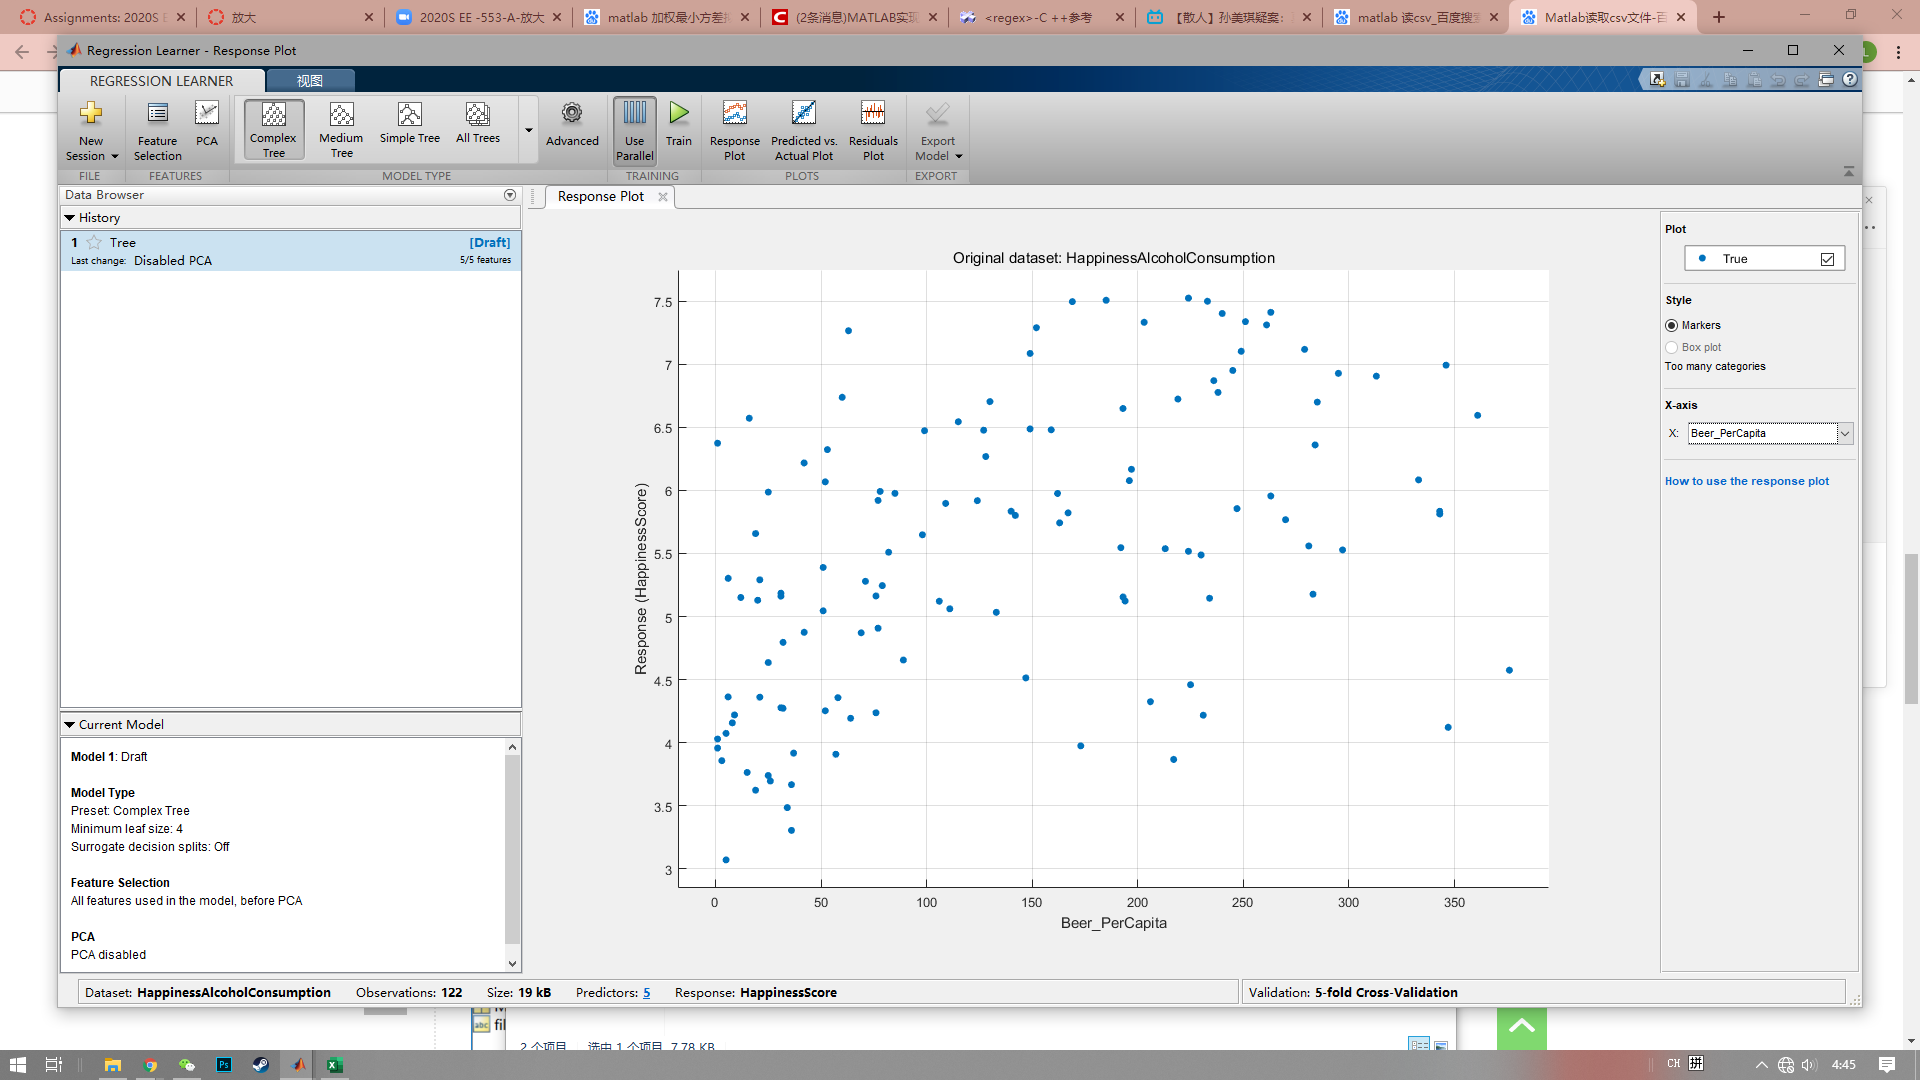 Assignments: 2020S E
放大
2020S EE -553-A-放大
matlab 加权最小方差
(2条消息)MATLAB实现
<regex>-C ++参考
【散人】孙美琪疑案:
matlab 读csv_百度搜
Matlab读取csv文件-百
Regression Learner - Response Plot
REGRESSION LEARNER
视图
New Session
Feature Selection
PCA
Complex Tree
Medium Tree
Simple Tree
All Trees
Advanced
Use Parallel
Train
Response Plot
Predicted vs. Actual Plot
Residuals Plot
Export Model
FILE
FEATURES
MODEL TYPE
TRAINING
PLOTS
EXPORT
Data Browser
History
1 Tree [Draft]
Last change: Disabled PCA 5/5 features
Current Model
Model 1: Draft
Model Type
Preset: Complex Tree
Minimum leaf size: 4
Surrogate decision splits: Off
Feature Selection
All features used in the model, before PCA
PCA
PCA disabled
Response Plot
Original dataset: HappinessAlcoholConsumption
Response (HappinessScore)
7.5
7
6.5
6
5.5
5
4.5
4
3.5
3
0 50 100 150 200 250 300 350
Beer_PerCapita
Plot
True
Style
Markers
Box plot
Too many categories
X-axis
X: Beer_PerCapita
How to use the response plot
Dataset: HappinessAlcoholConsumption Observations: 122 Size: 19 kB Predictors: 5 Response: HappinessScore
Validation: 5-fold Cross-Validation
abc fil
2 个项目 选中 1 个项目 7.78 KB
CH 拼 4:45